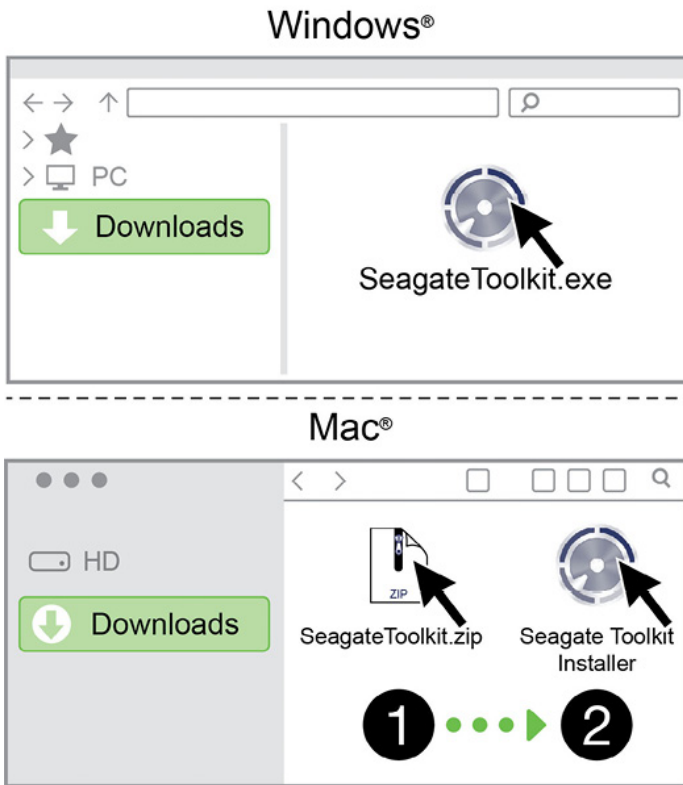 Windows®
PC
Downloads
SeagateToolkit.exe
Mac®
HD
Downloads
ZIP
SeagateToolkit.zip
Seagate Toolkit
Installer
1
2